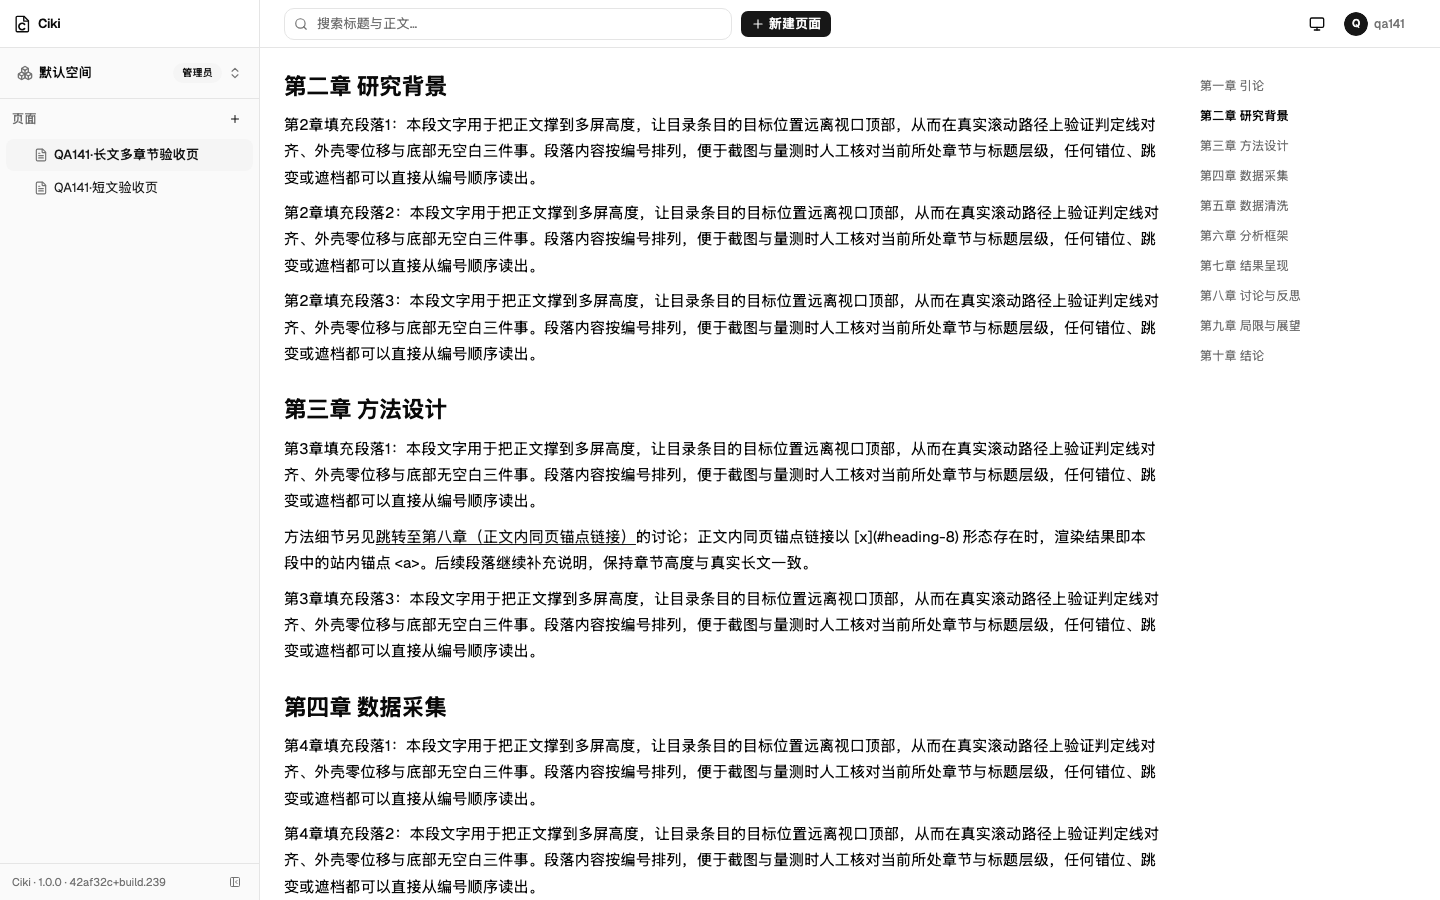 Ciki
搜索标题与正文...
新建页面
Q
qa141
默认空间
管理员
页面
QA141·长文多章节验收页
QA141·短文验收页
第二章 研究背景
第2章填充段落1：本段文字用于把正文撑到多屏高度，让目录条目的目标位置远离视口顶部，从而在真实滚动路径上验证判定线对
齐、外壳零位移与底部无空白三件事。段落内容按编号排列，便于截图与量测时人工核对当前所处章节与标题层级，任何错位、跳
变或遮档都可以直接从编号顺序读出。
第2章填充段落2：本段文字用于把正文撑到多屏高度，让目录条目的目标位置远离视口顶部，从而在真实滚动路径上验证判定线对
齐、外壳零位移与底部无空白三件事。段落内容按编号排列，便于截图与量测时人工核对当前所处章节与标题层级，任何错位、跳
变或遮档都可以直接从编号顺序读出。
第2章填充段落3：本段文字用于把正文撑到多屏高度，让目录条目的目标位置远离视口顶部，从而在真实滚动路径上验证判定线对
齐、外壳零位移与底部无空白三件事。段落内容按编号排列，便于截图与量测时人工核对当前所处章节与标题层级，任何错位、跳
变或遮档都可以直接从编号顺序读出。
第三章 方法设计
第3章填充段落1：本段文字用于把正文撑到多屏高度，让目录条目的目标位置远离视口顶部，从而在真实滚动路径上验证判定线对
齐、外壳零位移与底部无空白三件事。段落内容按编号排列，便于截图与量测时人工核对当前所处章节与标题层级，任何错位、跳
变或遮档都可以直接从编号顺序读出。
方法细节另见跳转至第八章（正文内同页锚点链接）的讨论；正文内同页锚点链接以 [x](#heading-8) 形态存在时，渲染结果即本
段中的站内锚点 <a>。后续段落继续补充说明，保持章节高度与真实长文一致。
第3章填充段落3：本段文字用于把正文撑到多屏高度，让目录条目的目标位置远离视口顶部，从而在真实滚动路径上验证判定线对
齐、外壳零位移与底部无空白三件事。段落内容按编号排列，便于截图与量测时人工核对当前所处章节与标题层级，任何错位、跳
变或遮档都可以直接从编号顺序读出。
第四章 数据采集
第4章填充段落1：本段文字用于把正文撑到多屏高度，让目录条目的目标位置远离视口顶部，从而在真实滚动路径上验证判定线对
齐、外壳零位移与底部无空白三件事。段落内容按编号排列，便于截图与量测时人工核对当前所处章节与标题层级，任何错位、跳
变或遮档都可以直接从编号顺序读出。
第4章填充段落2：本段文字用于把正文撑到多屏高度，让目录条目的目标位置远离视口顶部，从而在真实滚动路径上验证判定线对
齐、外壳零位移与底部无空白三件事。段落内容按编号排列，便于截图与量测时人工核对当前所处章节与标题层级，任何错位、跳
变或遮档都可以直接从编号顺序读出。
第一章 引论
第二章 研究背景
第三章 方法设计
第四章 数据采集
第五章 数据清洗
第六章 分析框架
第七章 结果呈现
第八章 讨论与反思
第九章 局限与展望
第十章 结论
Ciki · 1.0.0 · 42af32c+build.239